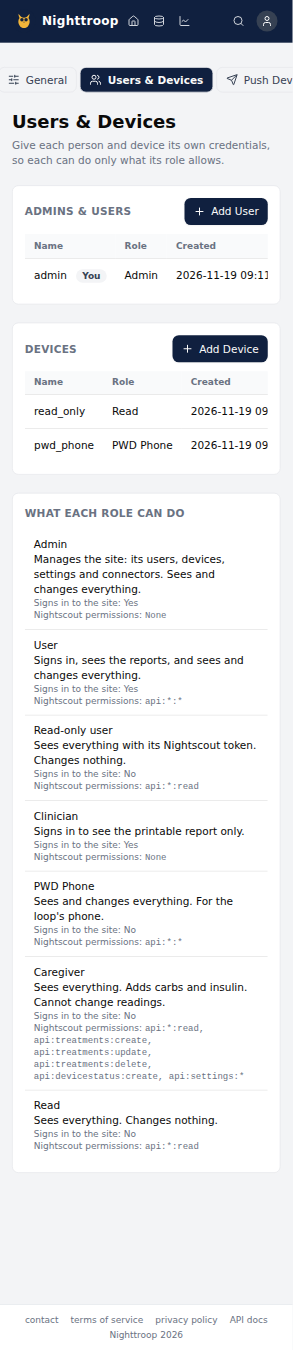 Nighttroop
General
Users & Devices
Push Dev
Users & Devices
Give each person and device its own credentials,
so each can do only what its role allows.
ADMINS & USERS
Add User
Name Role Created
admin You Admin 2026-11-19 09:11
DEVICES
Add Device
Name Role Created
read_only Read 2026-11-19 09
pwd_phone PWD Phone 2026-11-19 09
WHAT EACH ROLE CAN DO
Admin
Manages the site: its users, devices,
settings and connectors. Sees and
changes everything.
Signs in to the site: Yes
Nightscout permissions: None
User
Signs in, sees the reports, and sees and
changes everything.
Signs in to the site: Yes
Nightscout permissions: api:*:*
Read-only user
Sees everything with its Nightscout token.
Changes nothing.
Signs in to the site: No
Nightscout permissions: api:*:read
Clinician
Signs in to see the printable report only.
Signs in to the site: Yes
Nightscout permissions: None
PWD Phone
Sees and changes everything. For the
loop's phone.
Signs in to the site: No
Nightscout permissions: api:*:*
Caregiver
Sees everything. Adds carbs and insulin.
Cannot change readings.
Signs in to the site: No
Nightscout permissions: api:*:read,
api:treatments:create,
api:treatments:update,
api:treatments:delete,
api:devicestatus:create, api:settings:*
Read
Sees everything. Changes nothing.
Signs in to the site: No
Nightscout permissions: api:*:read
contact terms of service privacy policy API docs
Nighttroop 2026